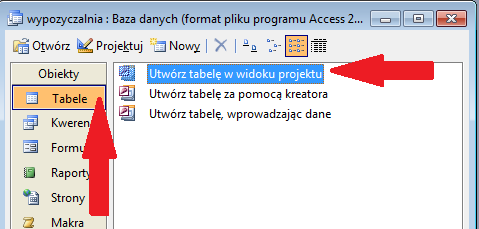 wypozyczalnia : Baza danych (format pliku programu Access 2...
Otwórz Projektuj Nowy
Obiekty
Tabele
Kweren
Formu
Raporty
Strony
Makra
Utwórz tabelę w widoku projektu
Utwórz tabelę za pomocą kreatora
Utwórz tabelę, wprowadzając dane